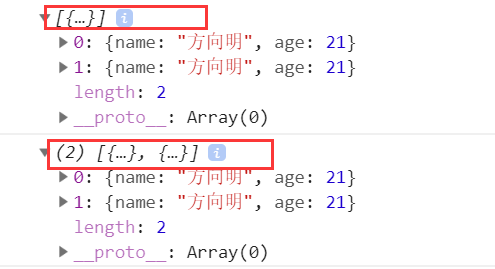 ▼ [{…}] i
▶ 0: {name: "方向明", age: 21}
▶ 1: {name: "方向明", age: 21}
length: 2
▶ __proto__: Array(0)
▼ (2) [{…}, {…}] i
▶ 0: {name: "方向明", age: 21}
▶ 1: {name: "方向明", age: 21}
length: 2
▶ __proto__: Array(0)